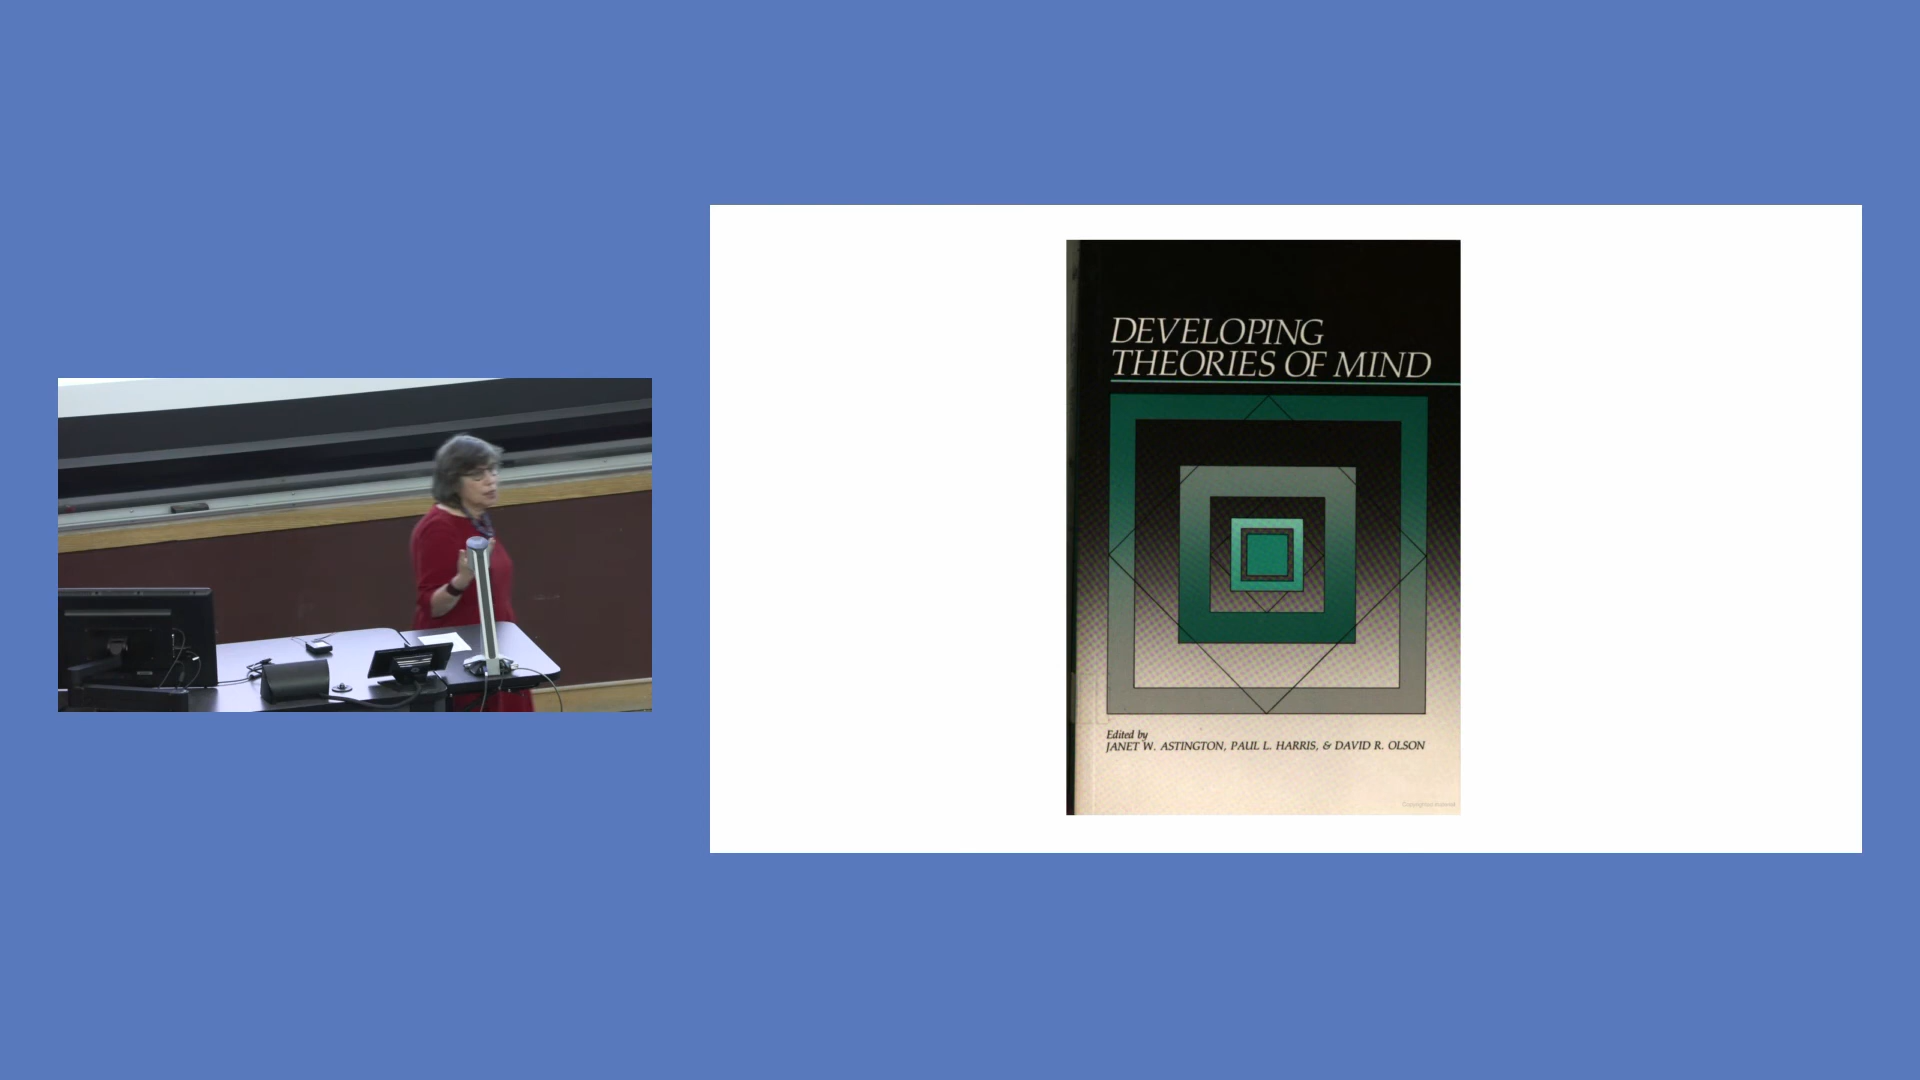 DEVELOPING
THEORIES OF MIND
Edited by
JANET W. ASTINGTON, PAUL L. HARRIS, & DAVID R. OLSON